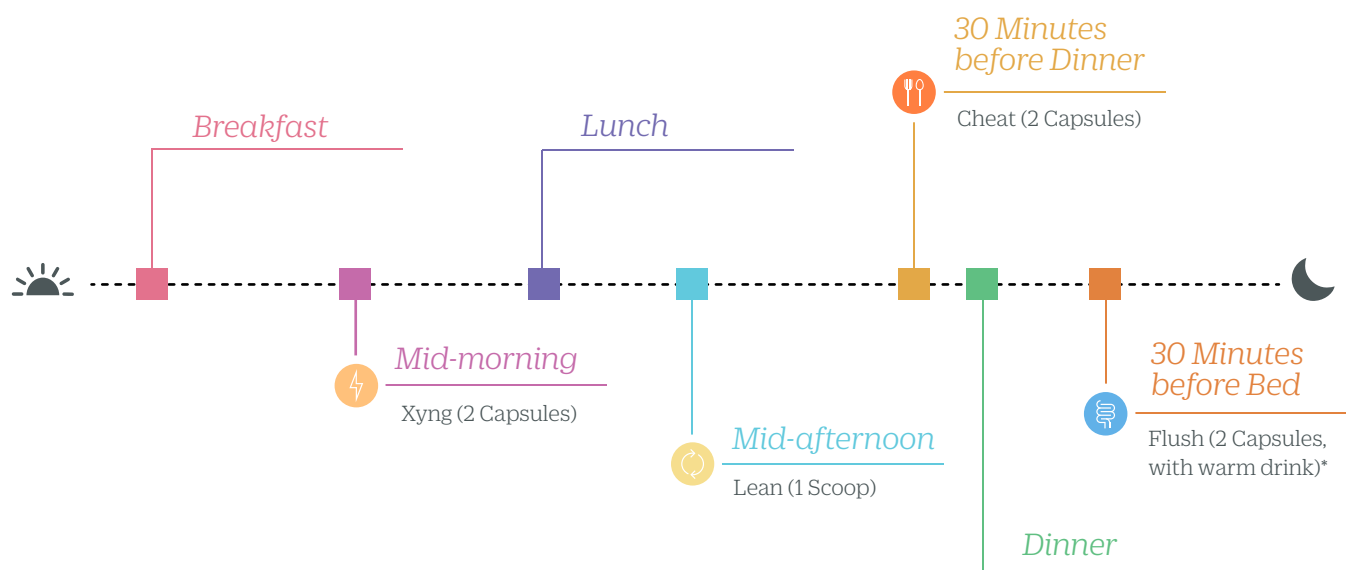 Breakfast
Mid-morning
Xyng (2 Capsules)
Lunch
Mid-afternoon
Lean (1 Scoop)
30 Minutes
before Dinner
Cheat (2 Capsules)
Dinner
30 Minutes
before Bed
Flush (2 Capsules,
with warm drink)*